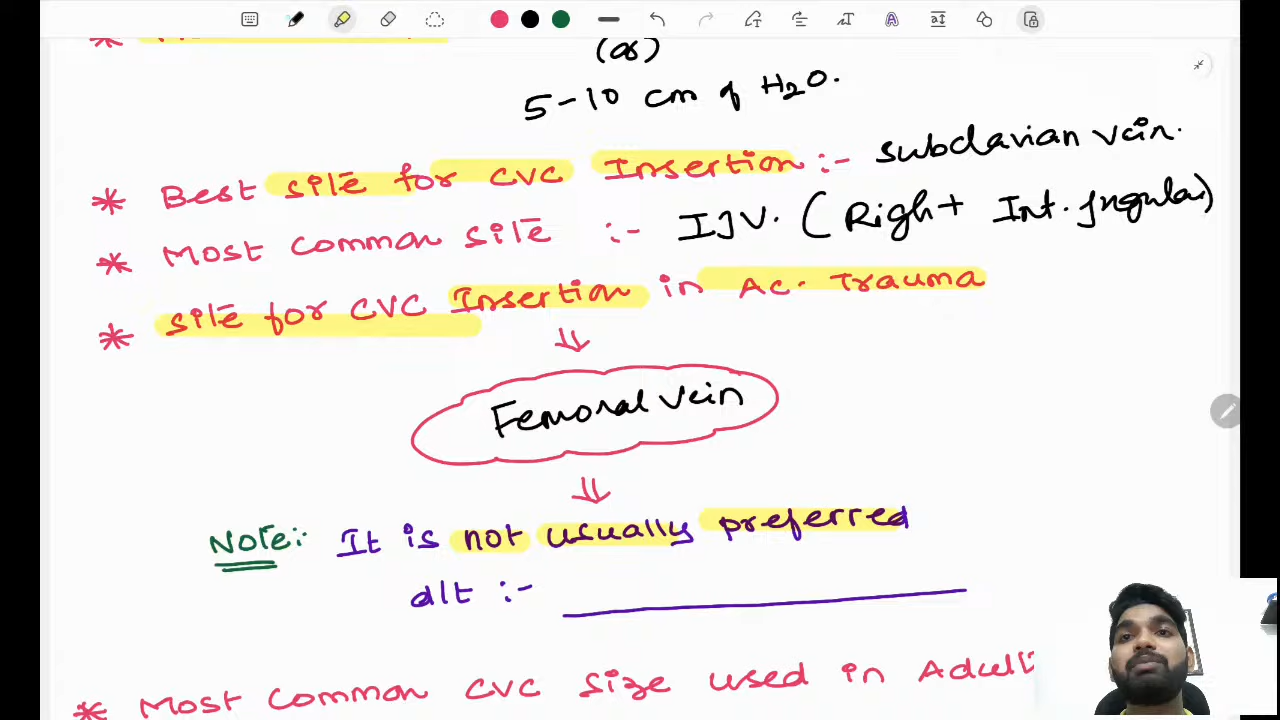 (or)
5-10 cm of H2O.
* Best site for CVC Insertion :- subclavian vein.
* Most common site :- IJV. (Right Int. jugular)
* site for CVC Insertion in Ac. Trauma
Femoral vein
Note: It is not usually preferred
d/t :-
* Most common CVC size used in Adult